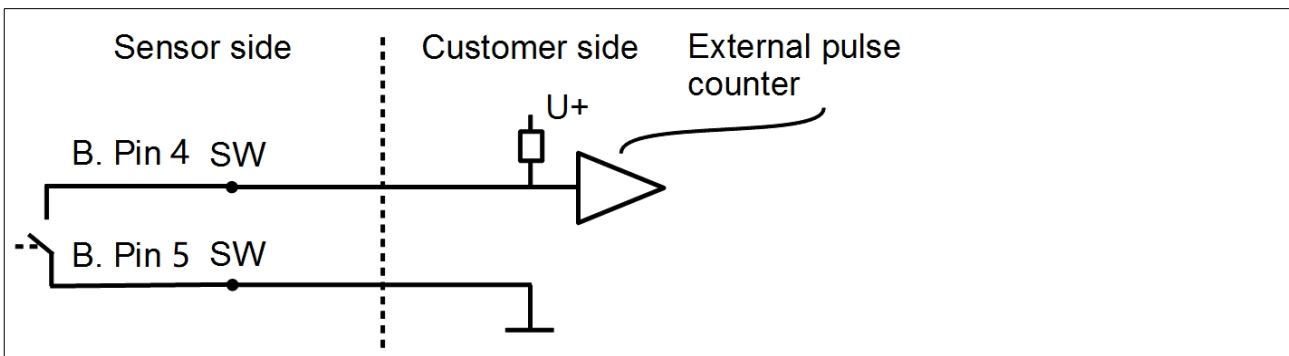 Sensor side
Customer side
External pulse
counter
U+
B. Pin 4 SW
B. Pin 5 SW